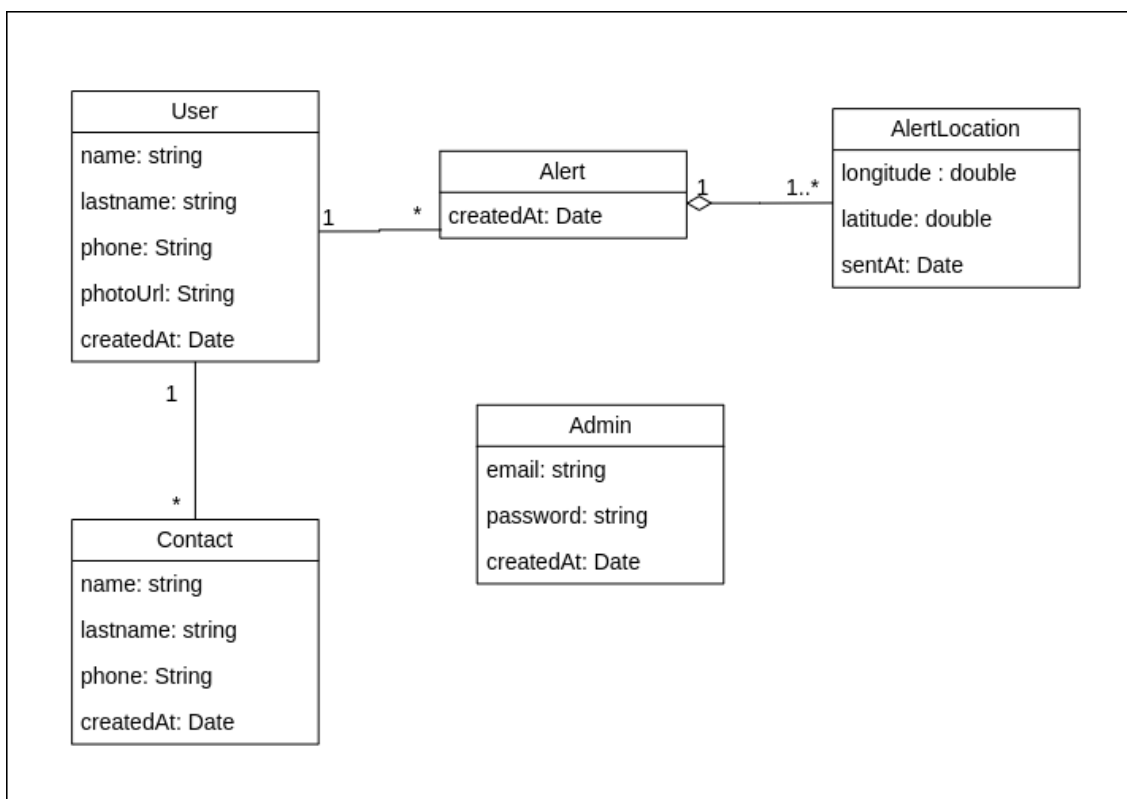 User
name: string
lastname: string
phone: String
photoUrl: String
createdAt: Date
1
*
Alert
createdAt: Date
1
1..*
AlertLocation
longitude : double
latitude: double
sentAt: Date
1
*
Contact
name: string
lastname: string
phone: String
createdAt: Date
Admin
email: string
password: string
createdAt: Date